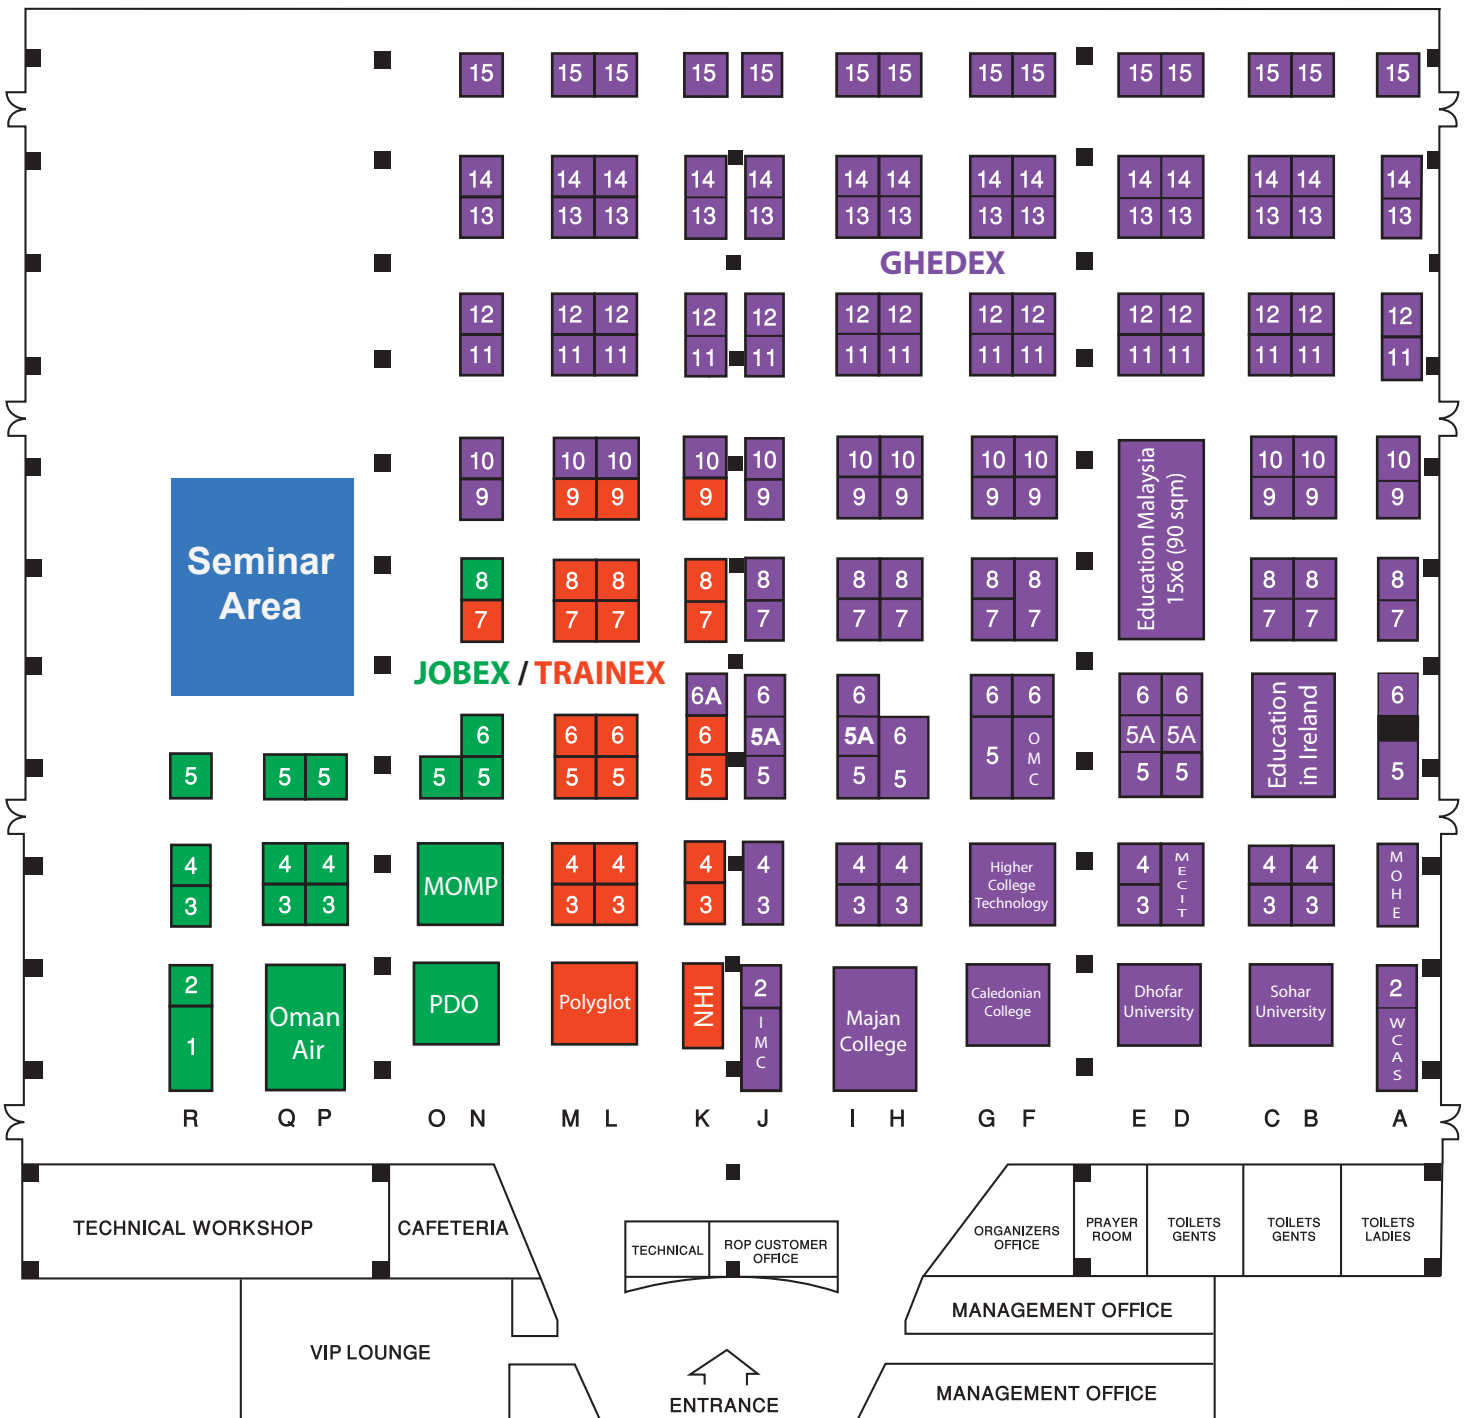 15 15 15 15 15 15 15 15 15 15 15 15 15 15
14 14 14 14 14 14 14 14 14 14 14 14 14 14
13 13 13 13 13 13 13 13 13 13 13 13 13 13
GHEDEX
12 12 12 12 12 12 12 12 12 12 12 12 12 12
11 11 11 11 11 11 11 11 11 11 11 11 11 11
10 10 10 10 10 10 10 10 10 10 10 10
9 9 9 9 9 9 9 9 9 9 9 9
Education Malaysia
15x6 (90 sqm)
Seminar
Area
8 8 8 8 8 8 8 8 8 8 8 8
7 7 7 7 7 7 7 7 7 7 7 7
JOBEX / TRAINEX
6A 6 6 6 6 6 6 6
6 6 6 6 5A 5A 6 5A 5A
5 5 5 5 5 5 5 5 5 5 5 5 5 5 5 5
OMC
Education
in Ireland
4 4 4 4 4 4 4 4 4 4 4 4
3 3 3 3 3 3 3 3 3 3 3 3
MOMP
Higher
College
Technology
MECIT
MOHE
2 2 2
1
Oman
Air
PDO
Polyglot
NHI
IMC
Majan
College
Caledonian
College
Dhofar
University
Sohar
University
WCAS
R Q P O N M L K J I H G F E D C B A
TECHNICAL WORKSHOP
CAFETERIA
TECHNICAL
ROP CUSTOMER
OFFICE
ORGANIZERS
OFFICE
PRAYER
ROOM
TOILETS
GENTS
TOILETS
GENTS
TOILETS
LADIES
MANAGEMENT OFFICE
VIP LOUNGE
MANAGEMENT OFFICE
ENTRANCE